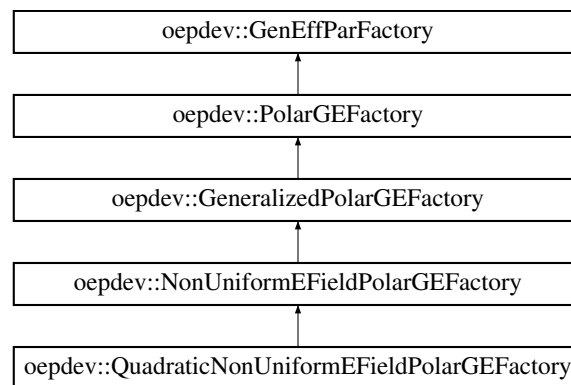 oepdev::GenEffParFactory
oepdev::PolarGEFactory
oepdev::GeneralizedPolarGEFactory
oepdev::NonUniformEFieldPolarGEFactory
oepdev::QuadraticNonUniformEFieldPolarGEFactory